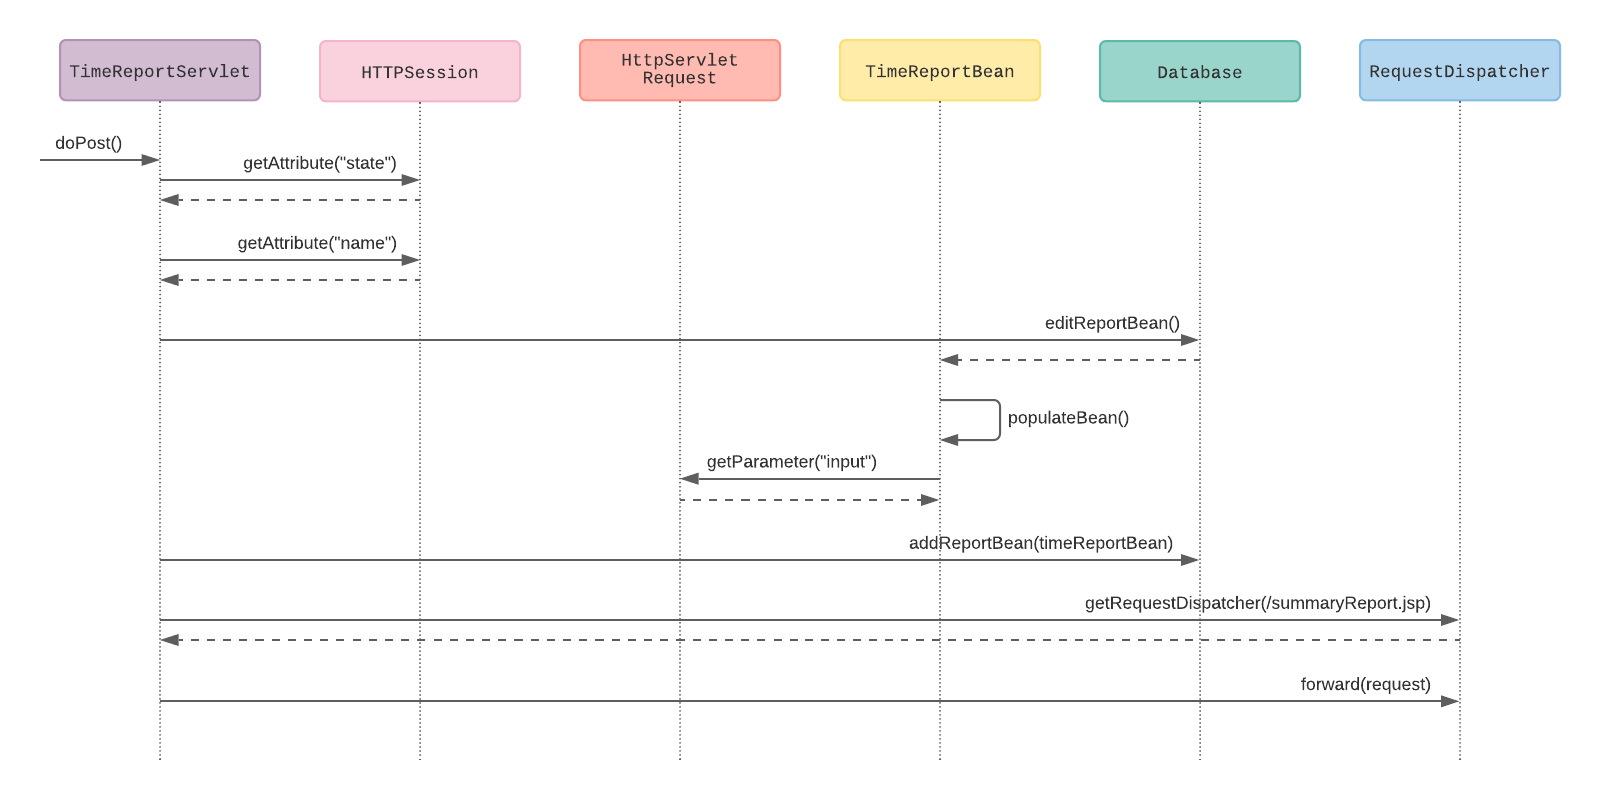 TimeReportServlet
HTTPSession
HttpServlet
Request
TimeReportBean
Database
RequestDispatcher
doPost()
getAttribute("state")
getAttribute("name")
editReportBean()
populateBean()
getParameter("input")
addReportBean(timeReportBean)
getRequestDispatcher(/summaryReport.jsp)
forward(request)